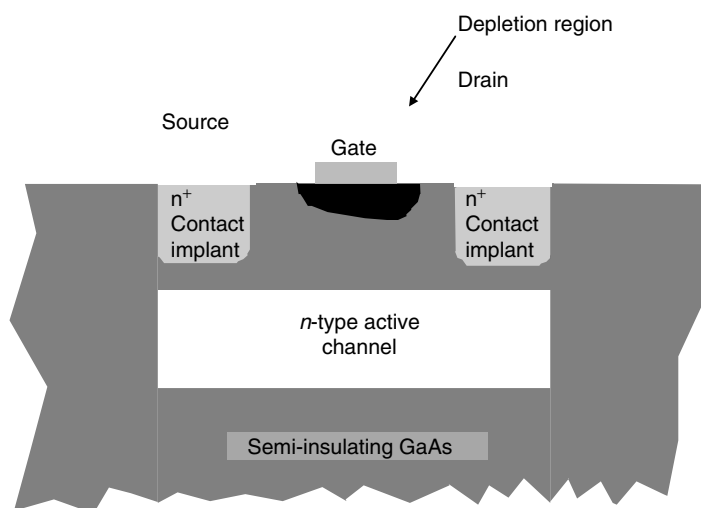 Depletion region
Drain
Source
Gate
n⁺
Contact
implant
n⁺
Contact
implant
n-type active
channel
Semi-insulating GaAs